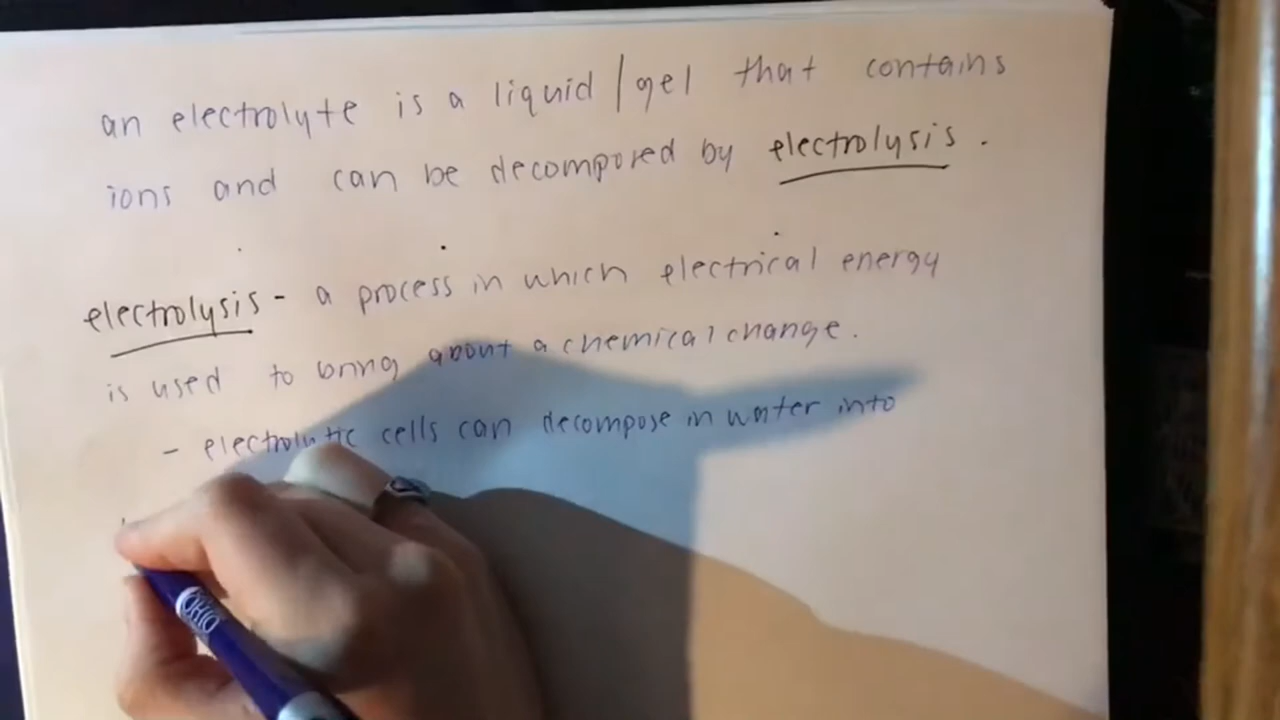 an electrolyte is a liquid/gel that contains
ions and can be decomposed by electrolysis.
electrolysis - a process in which electrical energy
is used to bring about a chemical change.
- electrolytic cells can decompose in water into
OHIO